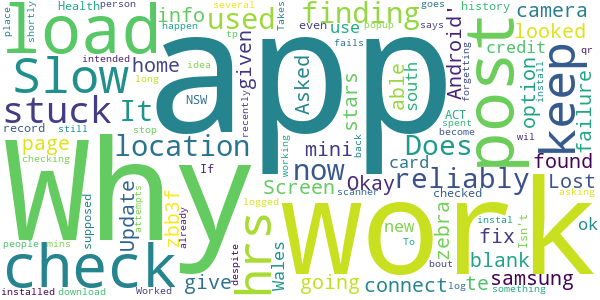 Health person
load
place
shortly
happen
info
used
several
Takes
finding
even use
popup
says
Android'
camera
history
looked
goes
fails
idea
tp
home
long
intended
Slow
app
given
recently
NSW
Asked
stars
able
south
post
forgetting
qr
install
credit
option
failure
keep
ACT
spent
become
stuck It
record still stop
location
mini
now
back
working
Does
wil
page
checking
Why
If
Okay
card
reliably
found
Screen
checked
Lost
instal
asking
supposed
Update
attempts
zbb3f
already
logged
work
new
To
zebra
fix
Isn't
ok
people
mins
check
hrs
scanner
Wales
despite
bout
blank
samsung
installed
download
Worked
give
going
connect
log
te
something